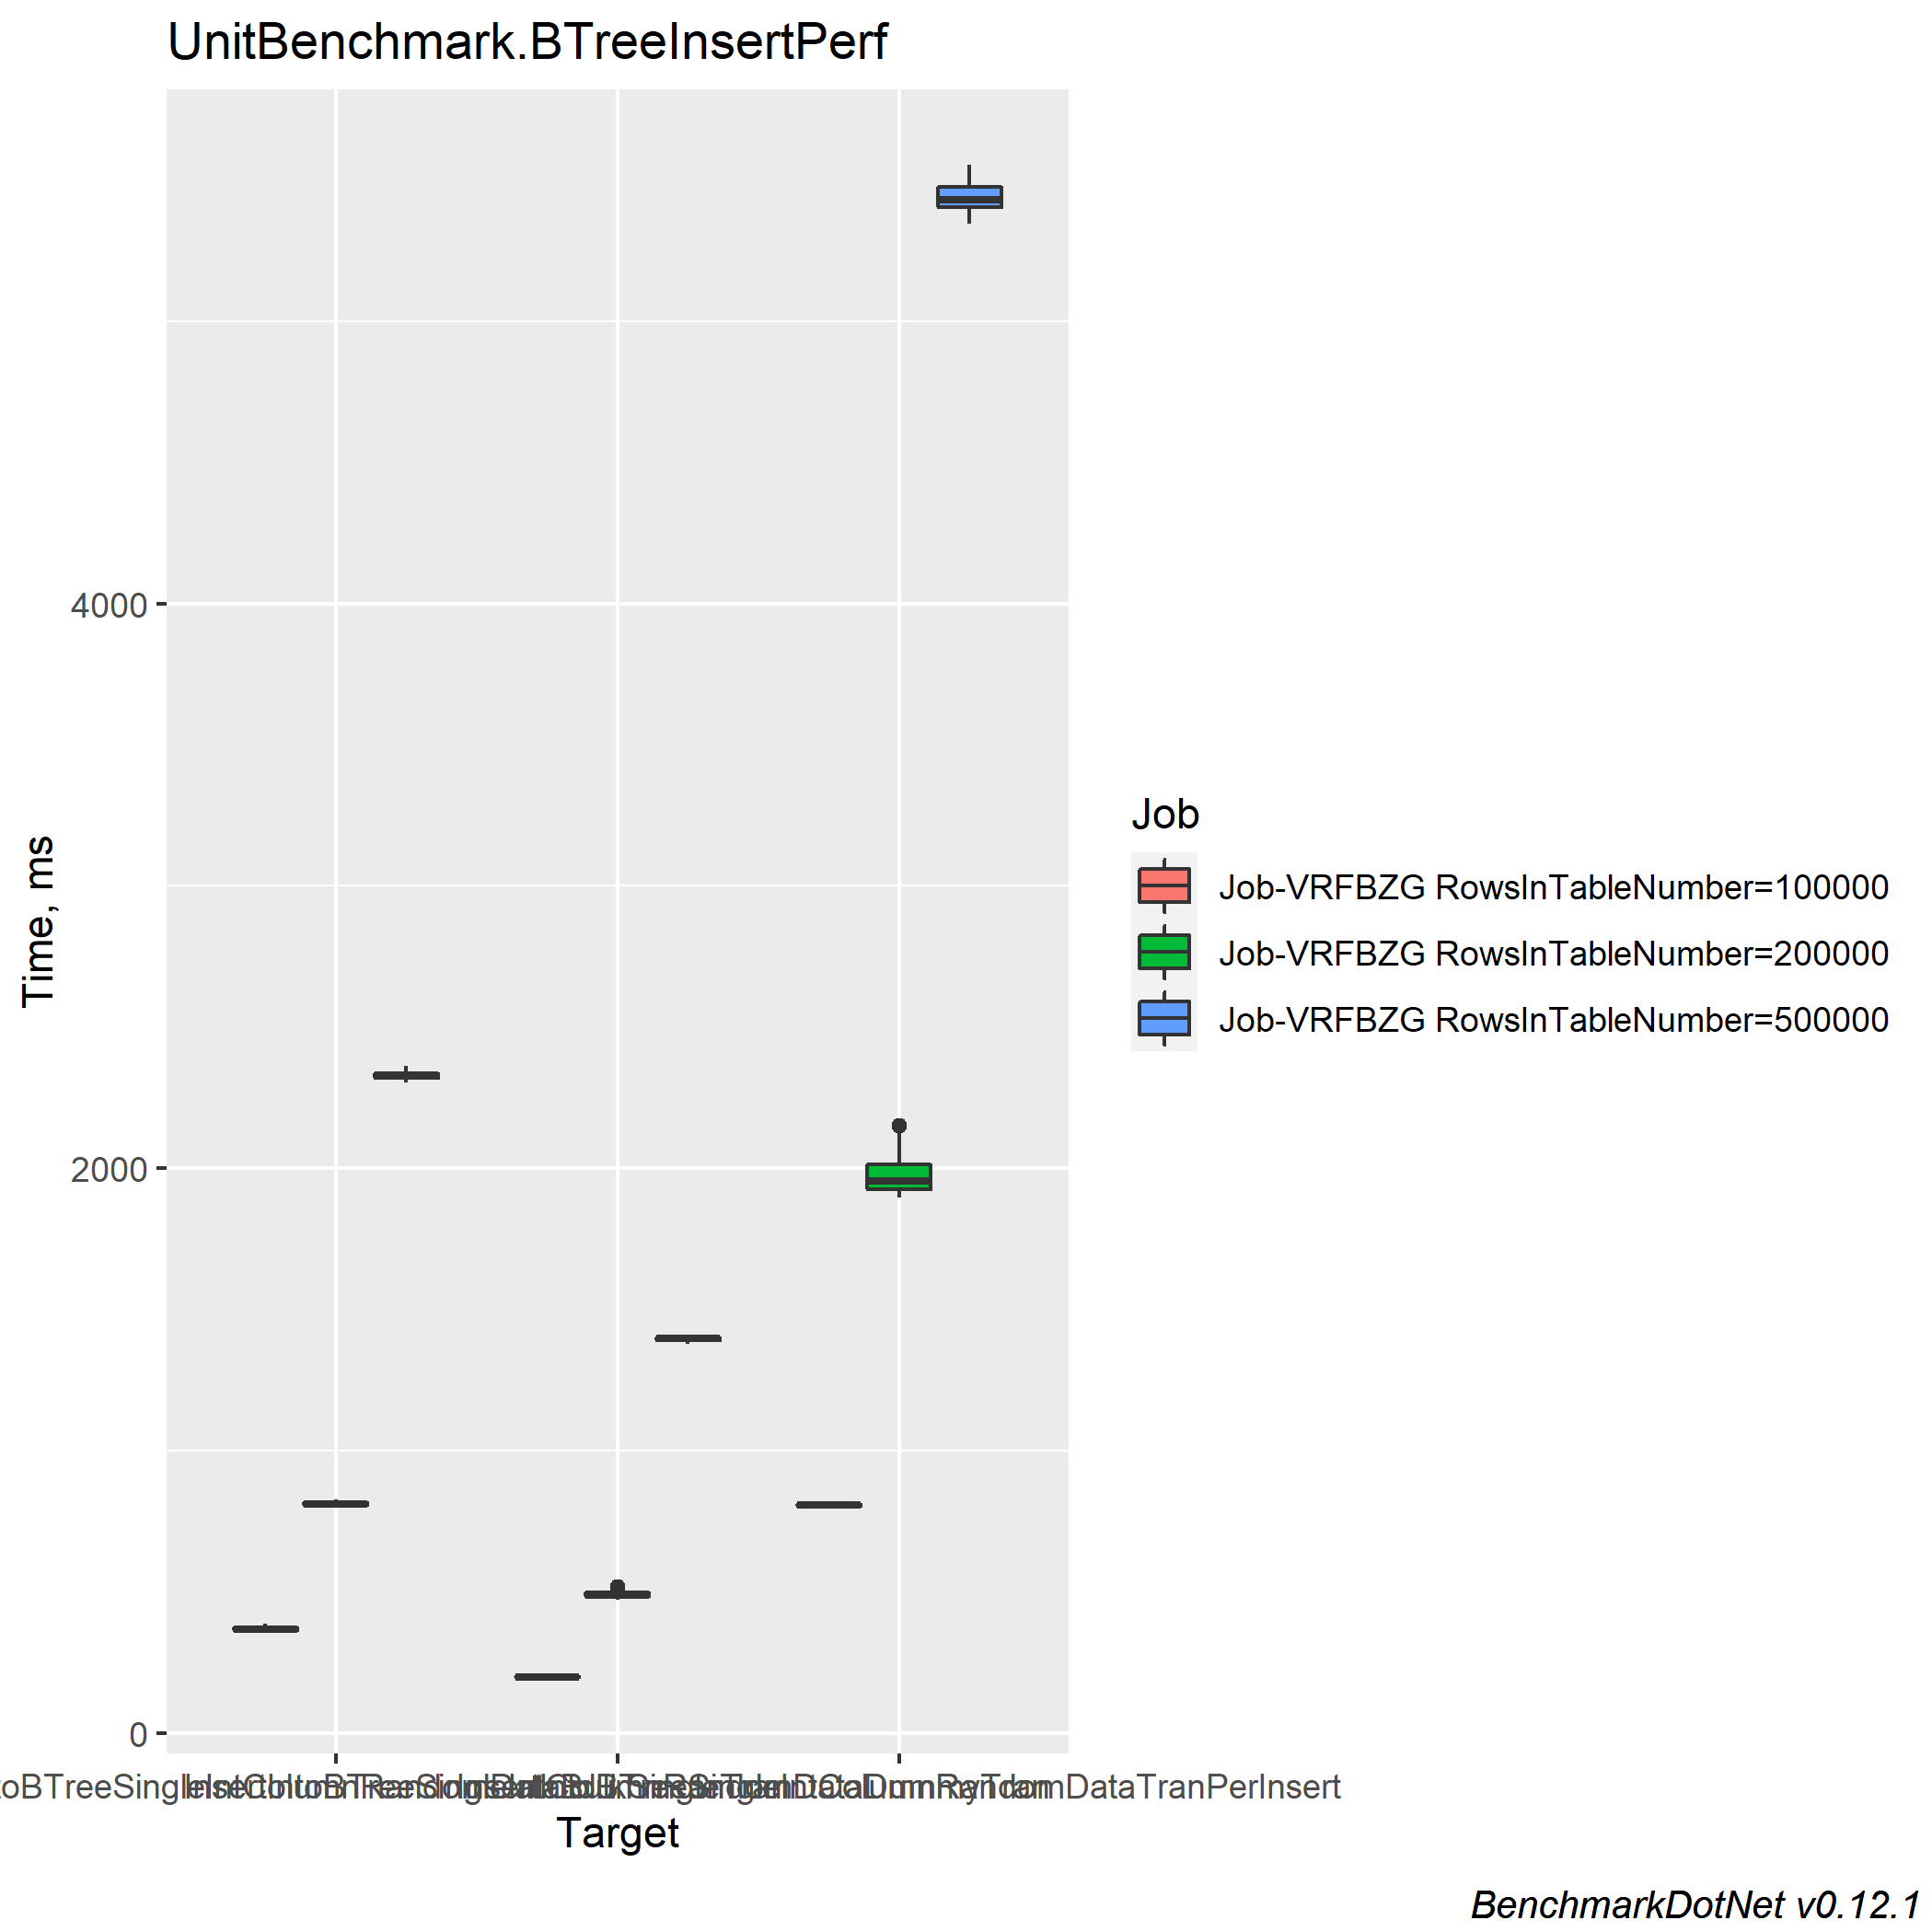 UnitBenchmark.BTreeInsertPerf
Time, ms
4000
2000
0
Target
Job
Job-VRFBZG RowsInTableNumber=100000
Job-VRFBZG RowsInTableNumber=200000
Job-VRFBZG RowsInTableNumber=500000
BenchmarkDotNet v0.12.1